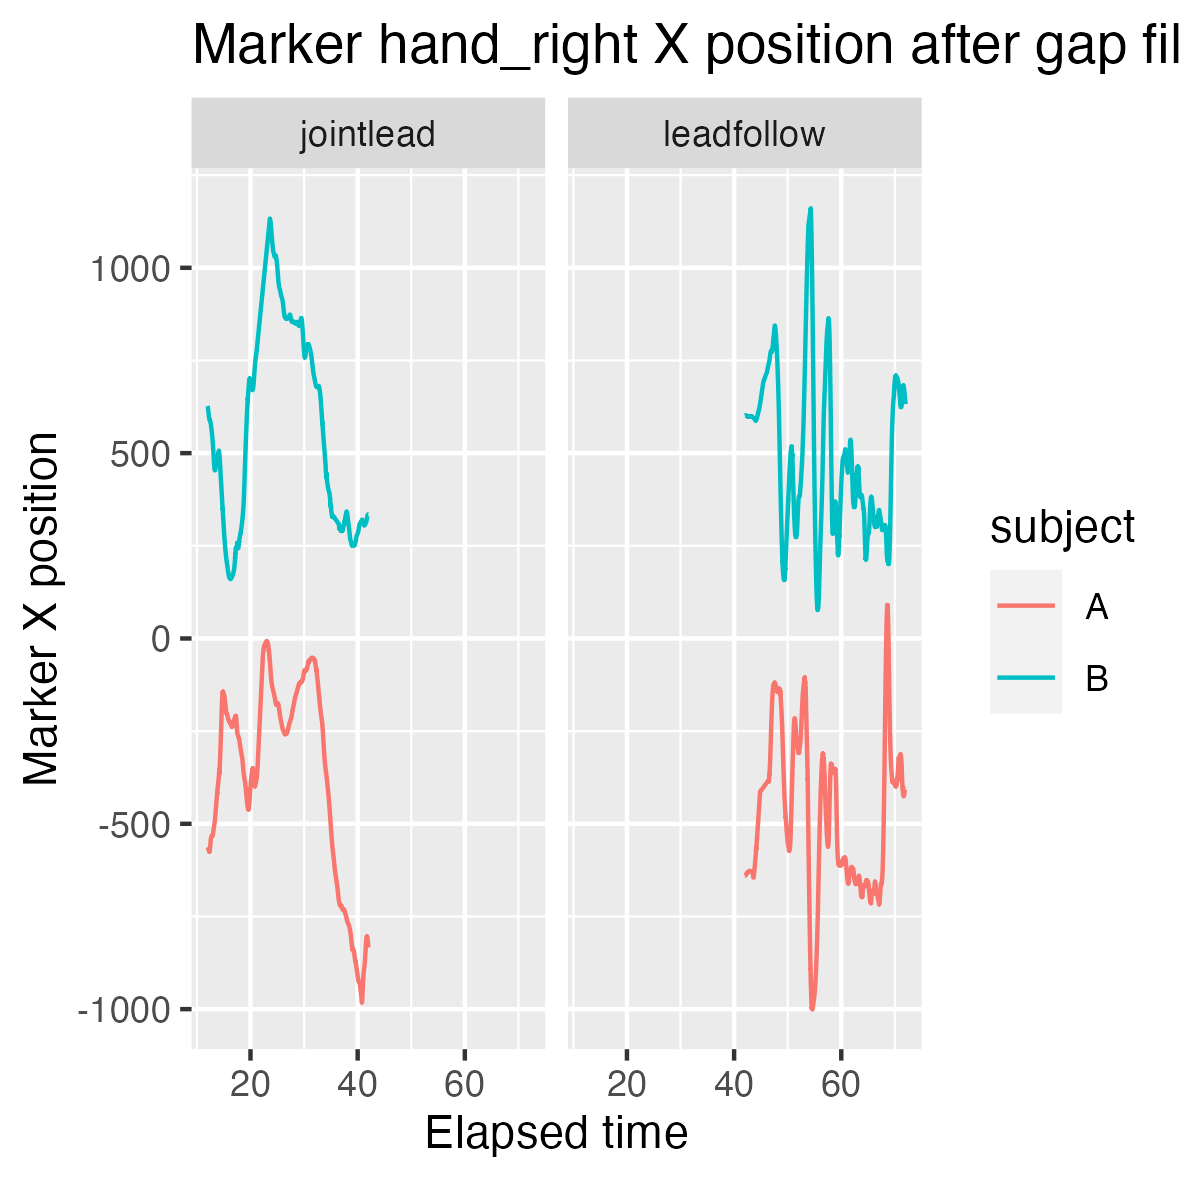 Marker hand_right X position after gap fil
jointlead
leadfollow
Marker X position
1000
500
0
-500
-1000
20
40
60
20
40
60
Elapsed time
subject
A
B